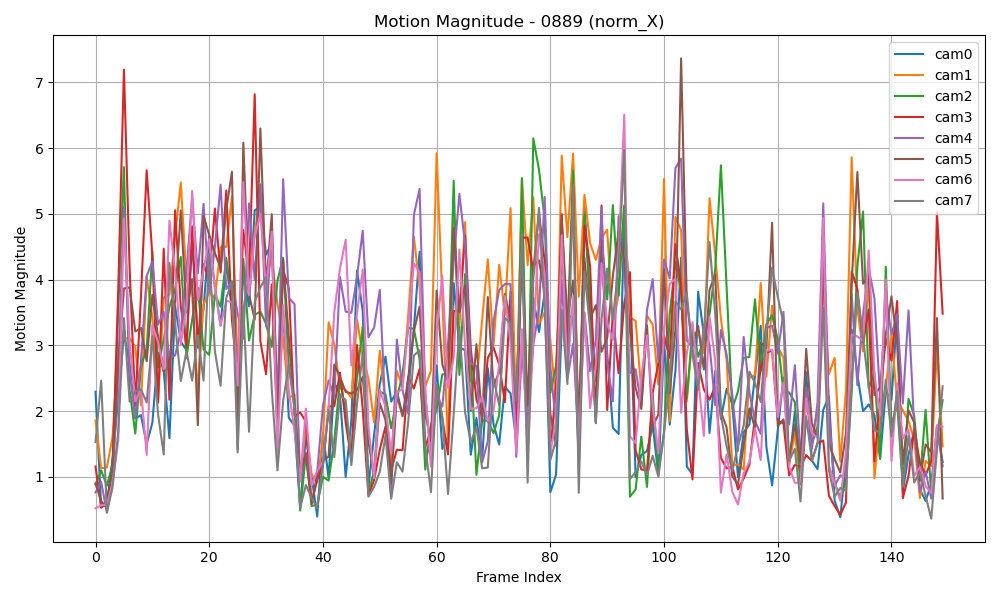 Motion Magnitude - 0889 (norm_X)
Motion Magnitude
7
6
5
4
3
2
1
0
20
40
60
80
100
120
140
Frame Index
cam0
cam1
cam2
cam3
cam4
cam5
cam6
cam7